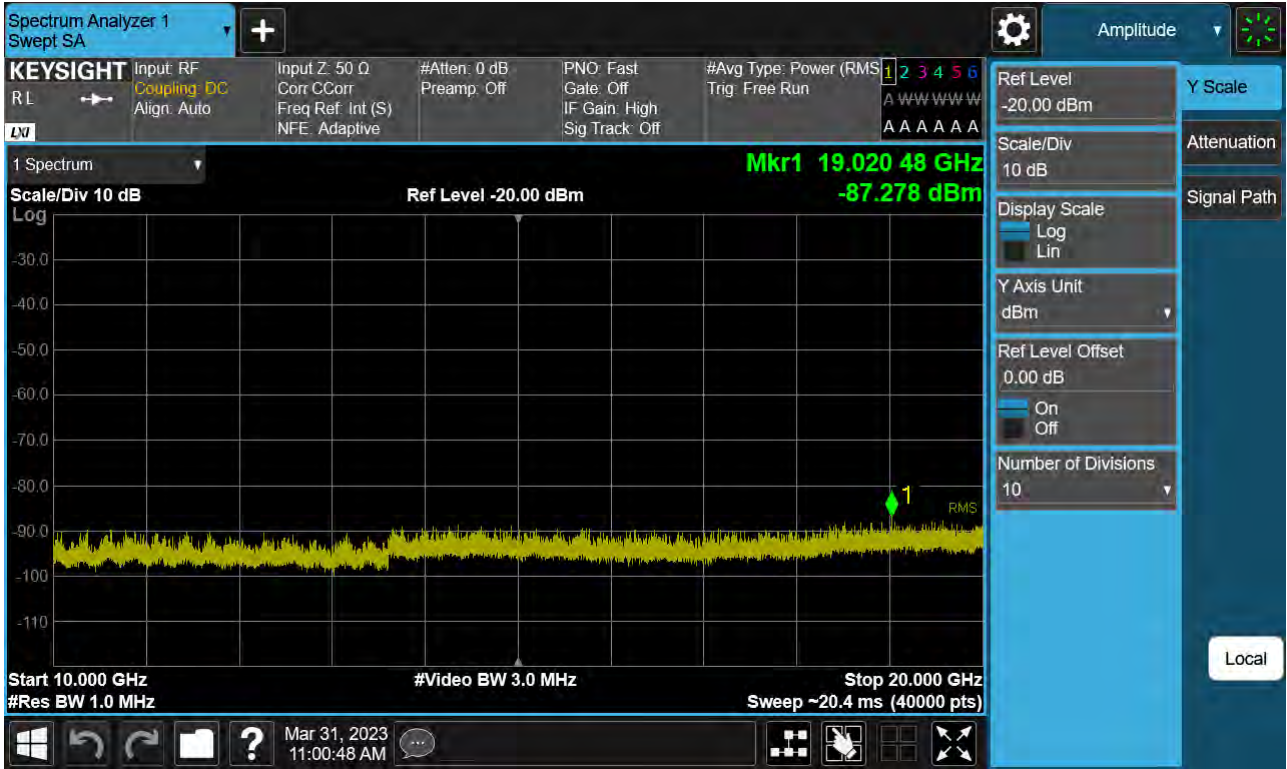 Spectrum Analyzer 1
Swept SA
+
Amplitude
KEYSIGHT
R L
LXI
Input: RF
Coupling: DC
Align: Auto
Input Z: 50 Ω
Corr CCorr
Freq Ref: Int (S)
NFE: Adaptive
#Atten: 0 dB
Preamp: Off
PNO: Fast
Gate: Off
IF Gain: High
Sig Track: Off
#Avg Type: Power (RMS
Trig: Free Run
1 2 3 4 5 6
A W W W W W
A A A A A A
1 Spectrum
Mkr1 19.020 48 GHz
-87.278 dBm
Scale/Div 10 dB
Ref Level -20.00 dBm
Log
-30.0
-40.0
-50.0
-60.0
-70.0
-80.0
-90.0
-100
-110
1
RMS
Start 10.000 GHz
#Video BW 3.0 MHz
Stop 20.000 GHz
#Res BW 1.0 MHz
Sweep ~20.4 ms (40000 pts)
Ref Level
-20.00 dBm
Scale/Div
10 dB
Display Scale
Log
Lin
Y Axis Unit
dBm
Ref Level Offset
0.00 dB
On
Off
Number of Divisions
10
Y Scale
Attenuation
Signal Path
Local
?
Mar 31, 2023
11:00:48 AM